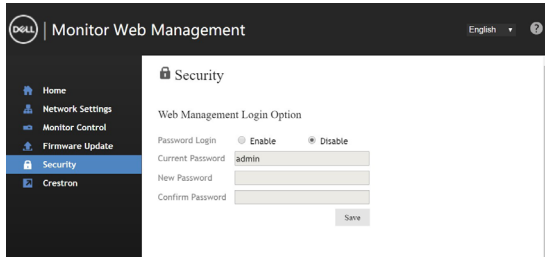 DELL | Monitor Web Management
English
?
Home
Network Settings
Monitor Control
Firmware Update
Security
Crestron
Security
Web Management Login Option
Password Login Enable Disable
Current Password admin
New Password
Confirm Password
Save